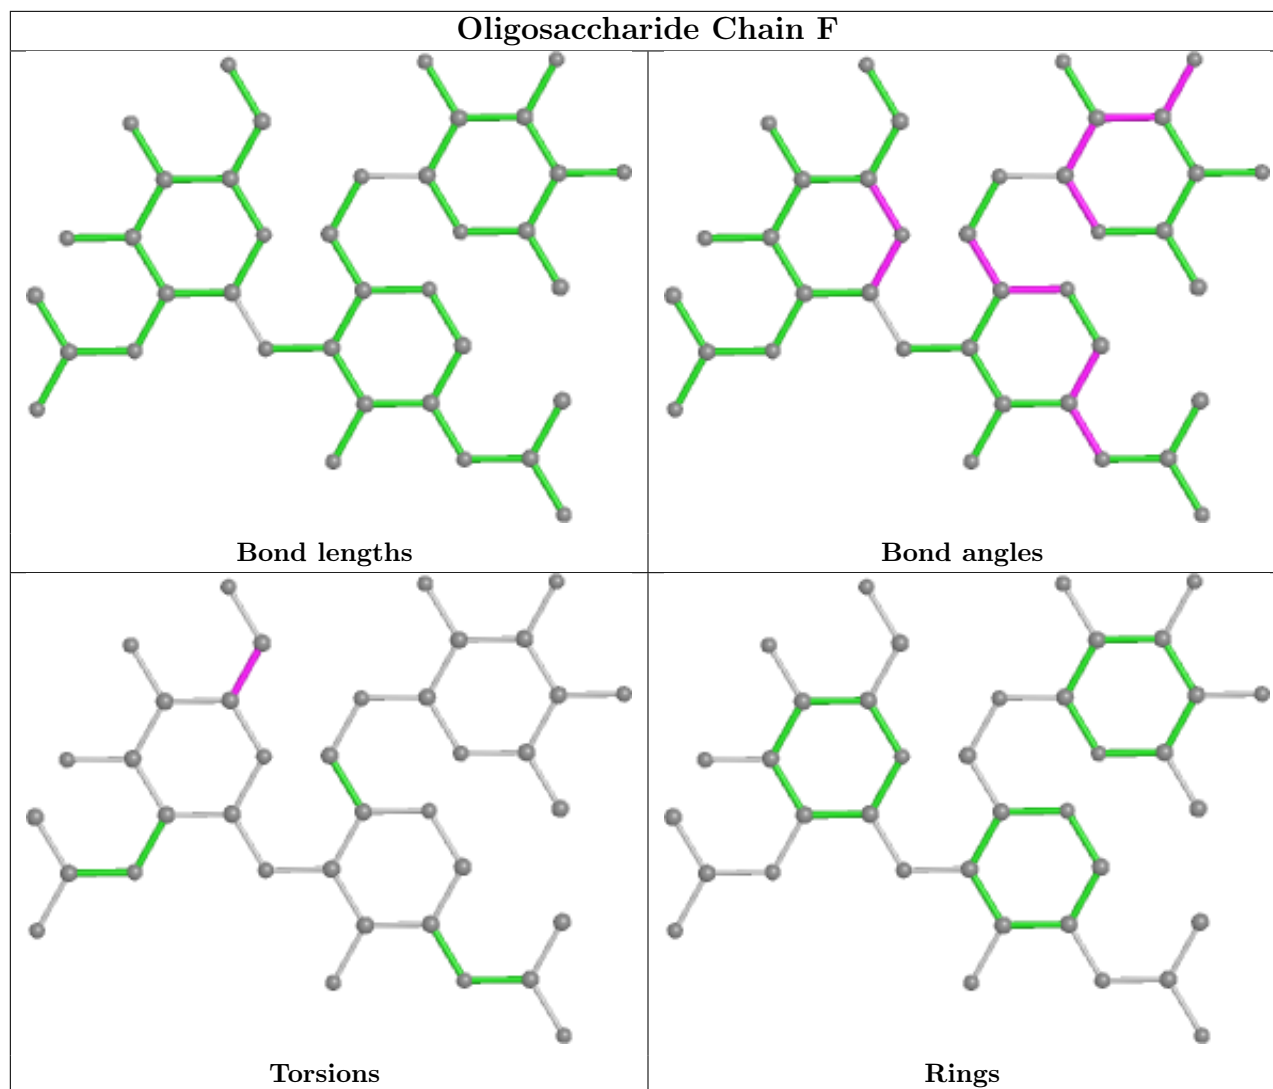 Oligosaccharide Chain F
Bond lengths
Bond angles
Torsions
Rings